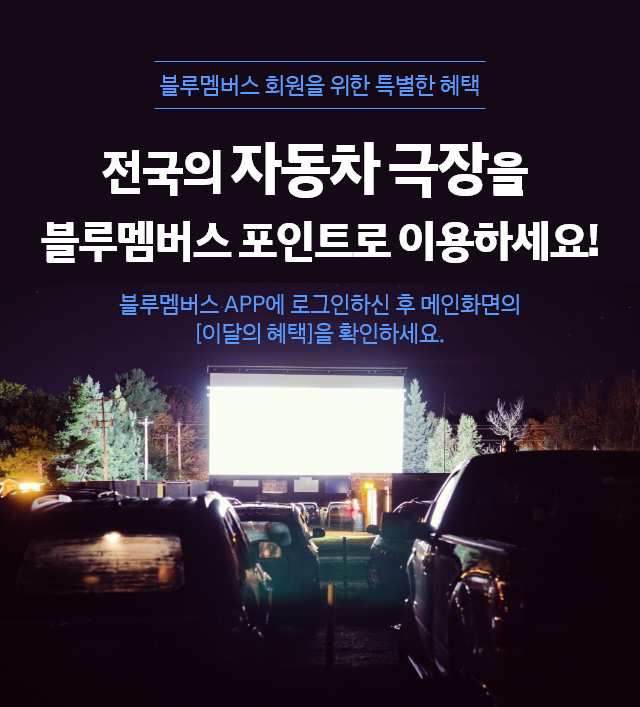 블루멤버스 회원을 위한 특별한 혜택
전국의 자동차 극장을
블루멤버스 포인트로 이용하세요!
블루멤버스 APP에 로그인하신 후 메인화면의
[이달의 혜택]을 확인하세요.